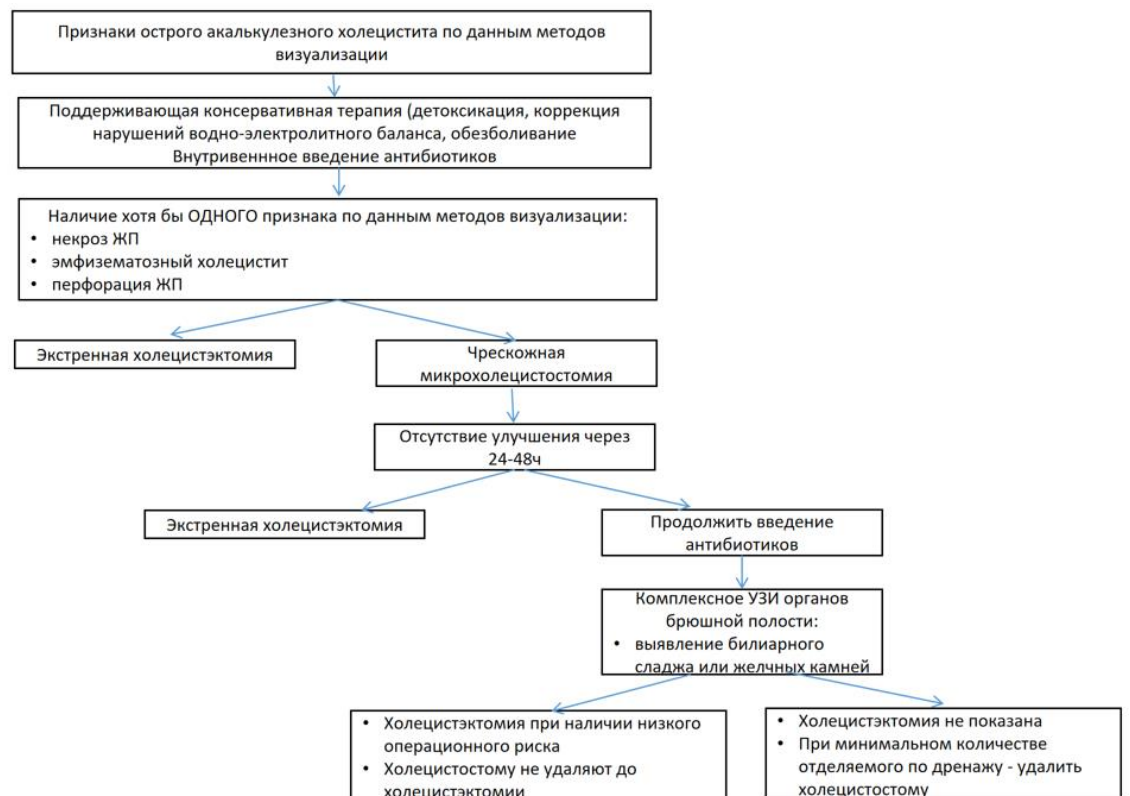 Признаки острого акалькулезного холецистита по данным методов
визуализации
Поддерживающая консервативная терапия (детоксикация, коррекция
нарушений водно-электролитного баланса, обезболивание
Внутривеннное введение антибиотиков
Наличие хотя бы ОДНОГО признака по данным методов визуализации:
• некроз ЖП
• эмфизематозный холецистит
• перфорация ЖП
Экстренная холецистэктомия
Чрескожная
микрохолецистостомия
Отсутствие улучшения через
24-48ч
Экстренная холецистэктомия
Продолжить введение
антибиотиков
Комплексное УЗИ органов
брюшной полости:
• выявление билиарного
сладжа или желчных камней
• Холецистэктомия при наличии низкого
операционного риска
• Холецистостому не удаляют до
холецистэктомии
• Холецистэктомия не показана
• При минимальном количестве
отделяемого по дренажу - удалить
холецистостому